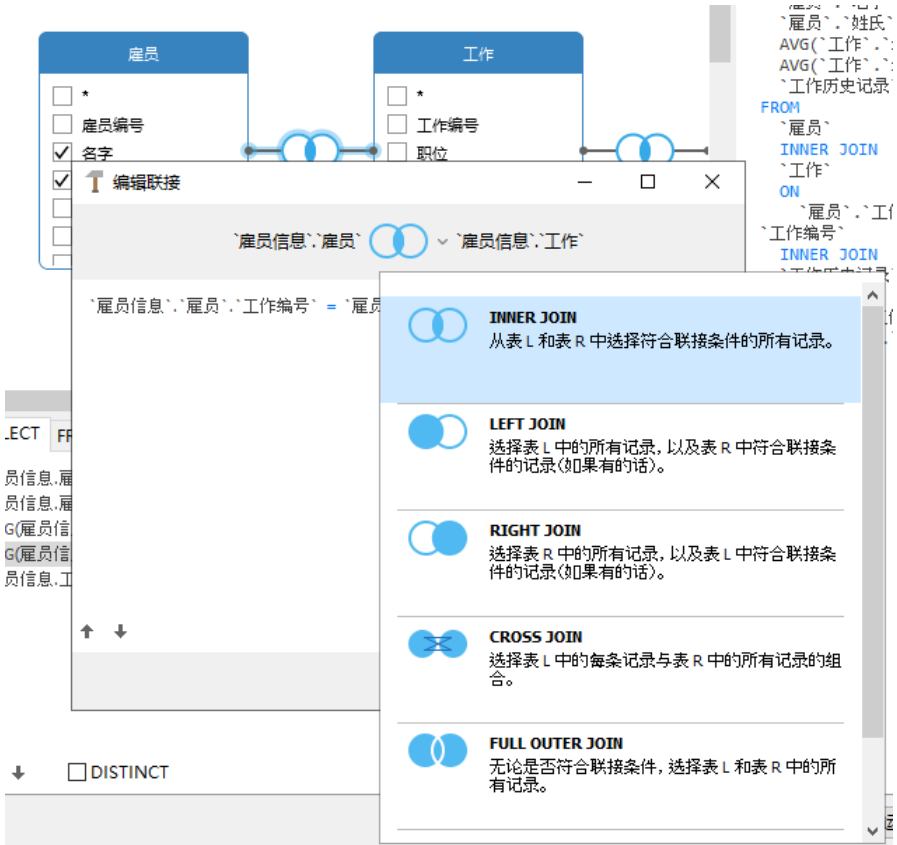 雇员
*
雇员编号
名字
工作
*
工作编号
职位
`雇员`.`姓氏`
AVG(`工作`.`
AVG(`工作`.`
`工作历史记录
FROM
`雇员`
INNER JOIN
`工作`
ON
`雇员`.`工
`工作编号`
INNER JOIN
编辑联接
`雇员信息`.`雇员`
`雇员信息`.`工作`
`雇员信息`.`雇员`.`工作编号` = `雇员
INNER JOIN
从表 L 和表 R 中选择符合联接条件的所有记录。
LEFT JOIN
选择表 L 中的所有记录, 以及表 R 中符合联接条
件的记录(如果有的话)。
RIGHT JOIN
选择表 R 中的所有记录, 以及表 L 中符合联接条
件的记录(如果有的话)。
CROSS JOIN
选择表 L 中的每条记录与表 R 中的所有记录的组
合。
FULL OUTER JOIN
无论是否符合联接条件, 选择表 L 和表 R 中的所
有记录。
LECT
FR
员信息.雇
员信息.雇
G(雇员信
G(雇员信
员信息.工
DISTINCT